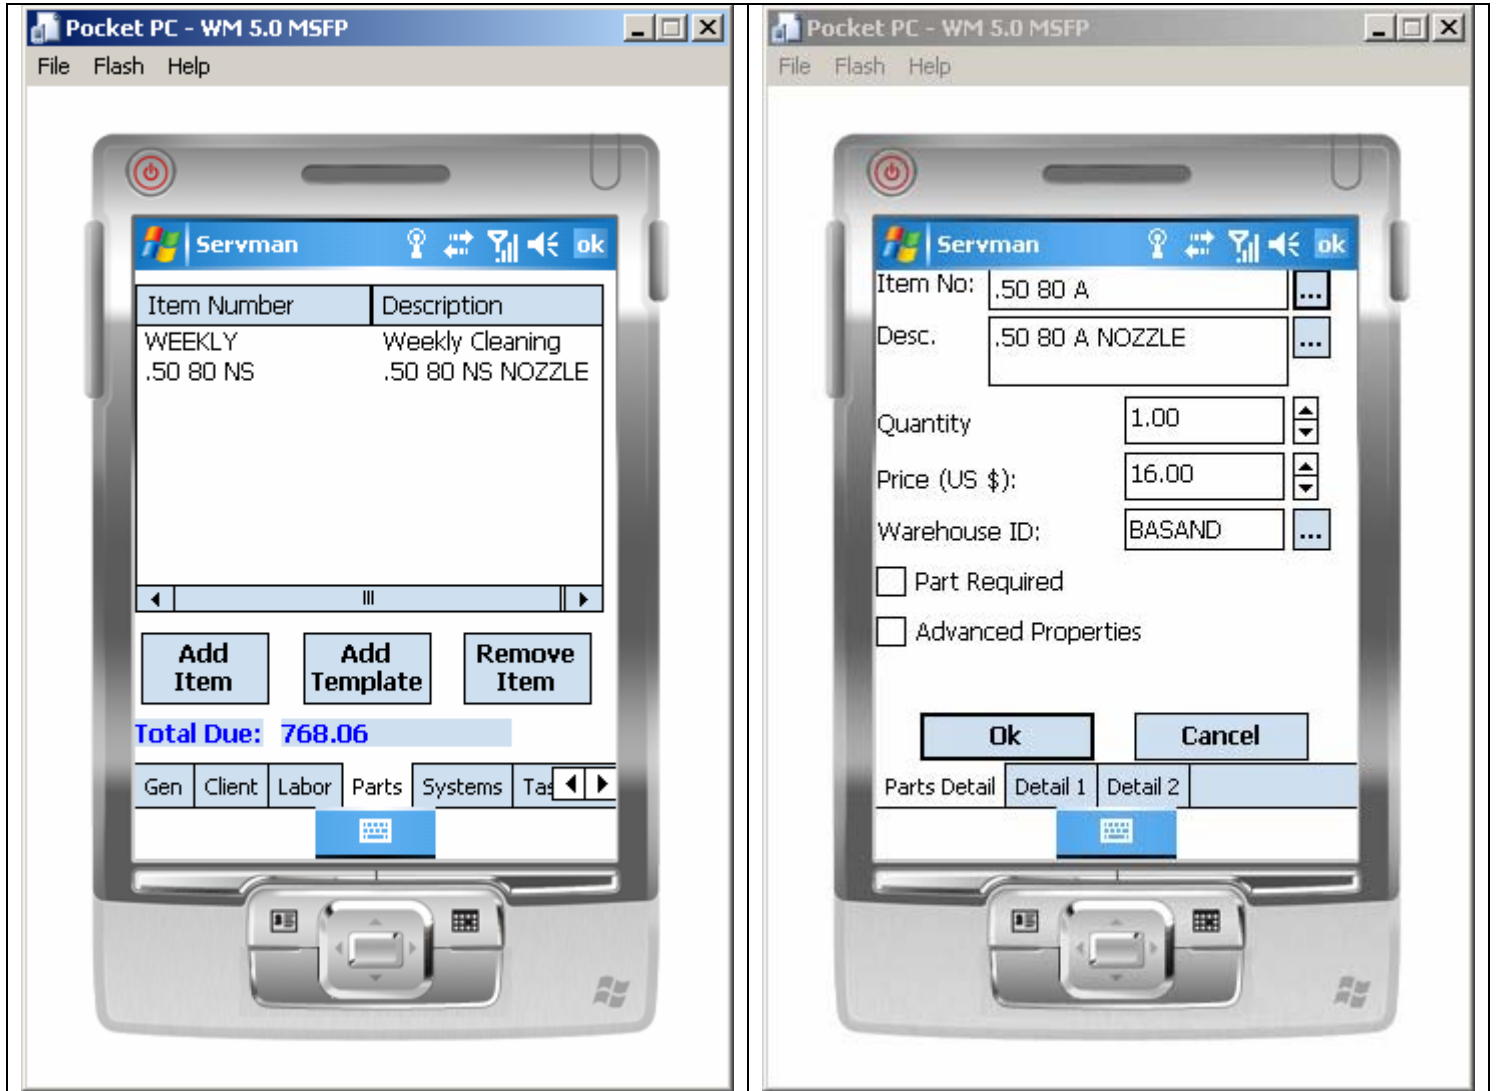 Pocket PC - WM 5.0 MSFP
File Flash Help
Servman ok
Item Number Description
WEEKLY Weekly Cleaning
.50 80 NS .50 80 NS NOZZLE
Add Item Add Template Remove Item
Total Due: 768.06
Gen Client Labor Parts Systems Tas
Pocket PC - WM 5.0 MSFP
File Flash Help
Servman ok
Item No: .50 80 A ...
Desc. .50 80 A NOZZLE ...
Quantity 1.00
Price (US $): 16.00
Warehouse ID: BASAND ...
Part Required
Advanced Properties
Ok Cancel
Parts Detail Detail 1 Detail 2